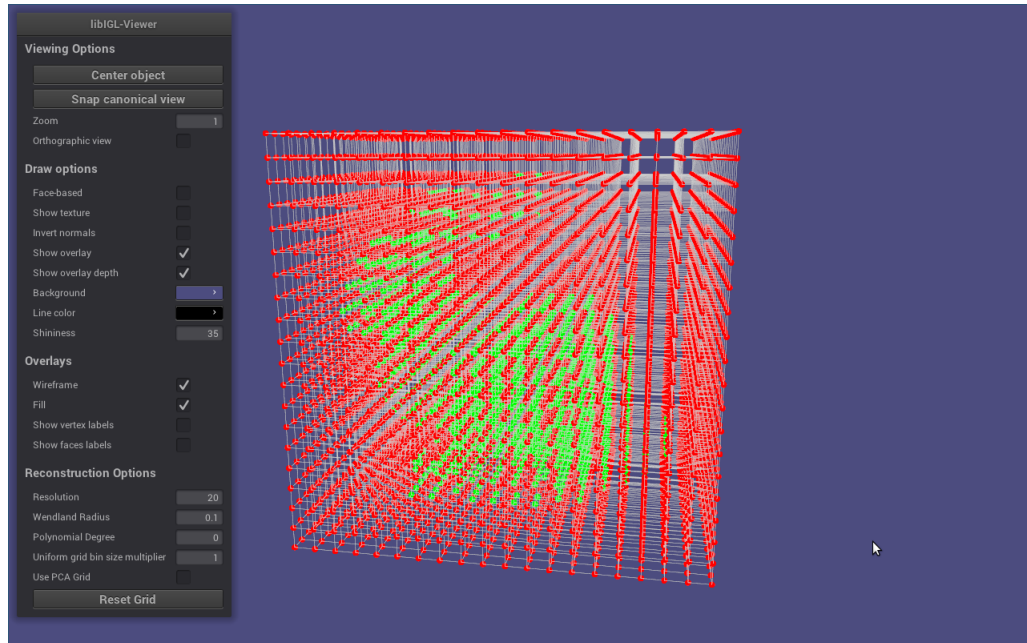 libIGL-Viewer
Viewing Options
Center object
Snap canonical view
Zoom 1
Orthographic view
Draw options
Face-based
Show texture
Invert normals
Show overlay
Show overlay depth
Background
Line color
Shininess 35
Overlays
Wireframe
Fill
Show vertex labels
Show faces labels
Reconstruction Options
Resolution 20
Wendland Radius 0.1
Polynomial Degree 0
Uniform grid bin size multiplier 1
Use PCA Grid
Reset Grid